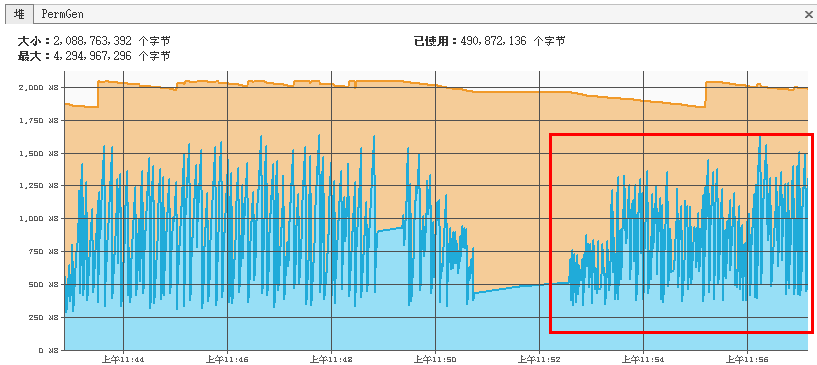 堆 PermGen
大小：2,088,763,392 个字节 已使用：490,872,136 个字节
最大：4,294,967,296 个字节
2,000 MB
1,750 MB
1,500 MB
1,250 MB
1,000 MB
750 MB
500 MB
250 MB
0 MB
上午11:44 上午11:46 上午11:48 上午11:50 上午11:52 上午11:54 上午11:56